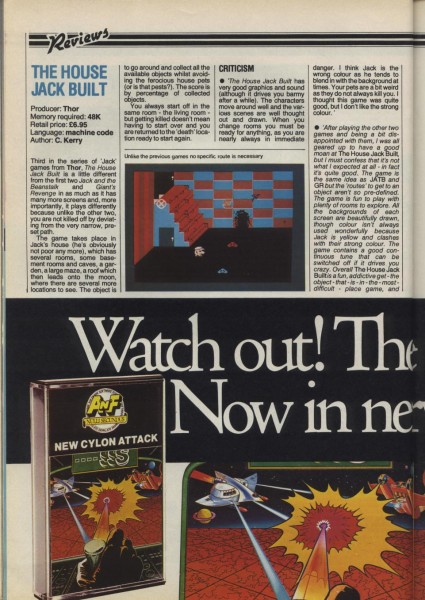 Reviews
THE HOUSE
JACK BUILT
Producer: Thor
Memory required: 48K
Retail price: £6.95
Language: machine code
Author: C. Kerry
Third in the series of 'Jack'
games from Thor, The House
Jack Built is a little different
from the first two Jack and the
Beanstalk and Giant's
Revenge in as much as it has
many more screens and, more
importantly, it plays differently
because unlike the other two,
you are not killed off by deviat-
ing from the very narrow, pre-
set path.
The game takes place in
Jack's house (he's obviously
not poor any more), which has
several rooms, some base-
ment rooms and caves, a gar-
den, a large maze, a roof which
then leads onto the moon,
where there are several more
locations to see. The object is
to go around and collect all the
available objects whilst avoid-
ing the ferocious house pets
(or is that pests?). The score is
by percentage of collected
objects.
You always start off in the
same room - the living room -
but getting killed doesn't mean
having to start over and you
are returned to the 'death' loca-
tion ready to start again.
CRITICISM
● 'The House Jack Built has
very good graphics and sound
(although it drives you barmy
after a while). The characters
move around well and the var-
ious scenes are well thought
out and drawn. When you
change rooms you must be
ready for anything, as you are
nearly always in immediate
danger. I think Jack is the
wrong colour as he tends to
blend in with the background at
times. Your pets are a bit weird
as they do not always kill you. I
thought this game was quite
good, but I don't like the strong
colour.
● 'After playing the other two
games and being a bit dis-
appointed with them, I was all
geared up to have a good
moan at The House Jack Built,
but I must confess that it's not
what I expected at all - in fact
it's quite good. The game is
the same idea as JATB and
GR but the 'routes' to get to an
object aren't so pre-defined.
The game is fun to play with
plenty of rooms to explore. All
the backgrounds of each
screen are beautifully drawn,
though colour isn't always
used wonderfully because
Jack is yellow and clashes
with their strong colour. The
game contains a good con-
tinuous tune that can be
switched off if it drives you
crazy. Overall The House Jack
Built is a fun, addictive get - the
object - that - is - in - the - most -
difficult - place game, and
Unlike the previous games no specific route is necessary
Watch out! The
Now in ne
AnF
NEW CYLON ATTACK